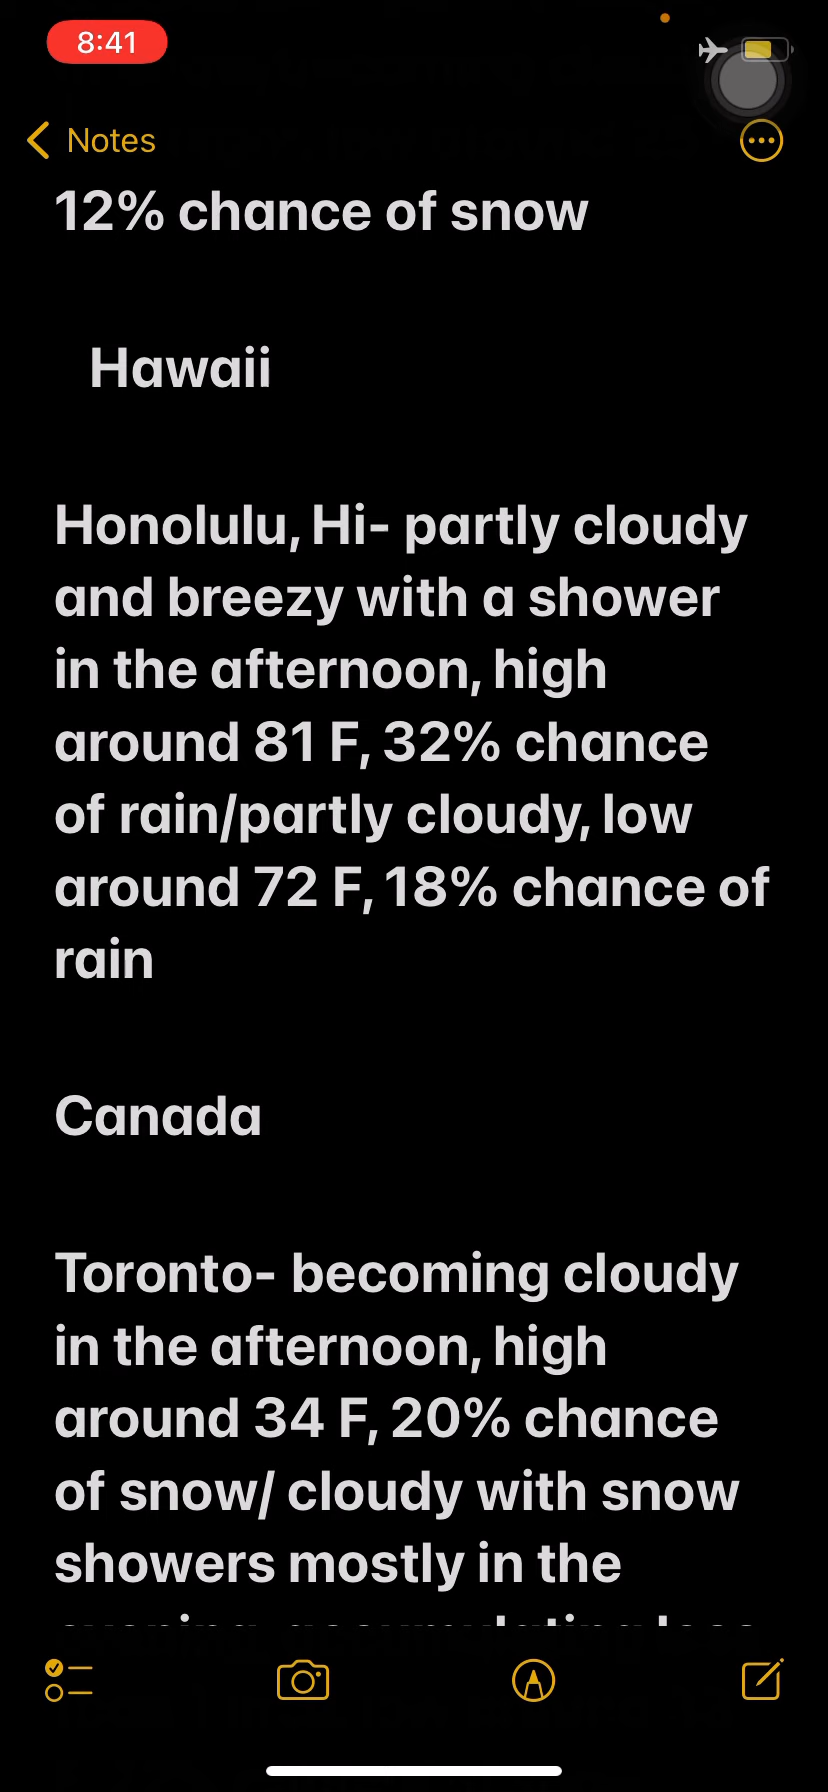 8:41
Notes
12% chance of snow
Hawaii
Honolulu, Hi- partly cloudy
and breezy with a shower
in the afternoon, high
around 81 F, 32% chance
of rain/partly cloudy, low
around 72 F, 18% chance of
rain
Canada
Toronto- becoming cloudy
in the afternoon, high
around 34 F, 20% chance
of snow/ cloudy with snow
showers mostly in the